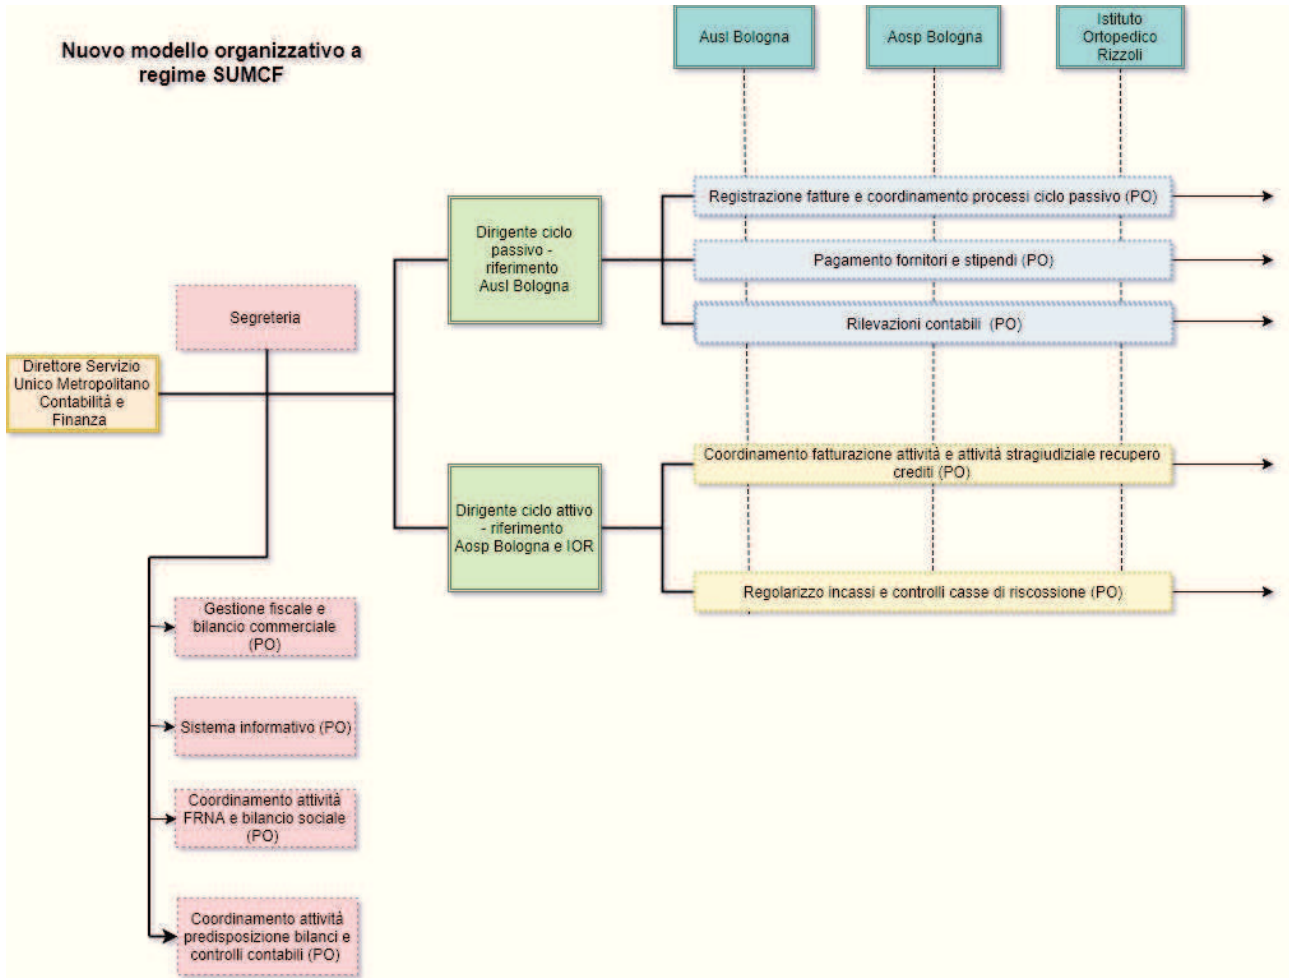 Nuovo modello organizzativo a
regime SUMCF
Ausl Bologna
Aosp Bologna
Istituto
Ortopedico
Rizzoli
Registrazione fatture e coordinamento processi ciclo passivo (PO)
Dirigente ciclo
passivo -
riferimento
Ausl Bologna
Pagamento fornitori e stipendi (PO)
Segreteria
Rilevazioni contabili (PO)
Direttore Servizio
Unico Metropolitano
Contabilità e
Finanza
Coordinamento fatturazione attività e attività stragiudiziale recupero
crediti (PO)
Dirigente ciclo attivo
- riferimento
Aosp Bologna e IOR
Regolarizzo incassi e controlli casse di riscossione (PO)
Gestione fiscale e
bilancio commerciale
(PO)
Sistema informativo (PO)
Coordinamento attività
FRNA e bilancio sociale
(PO)
Coordinamento attività
predisposizione bilanci e
controlli contabili (PO)